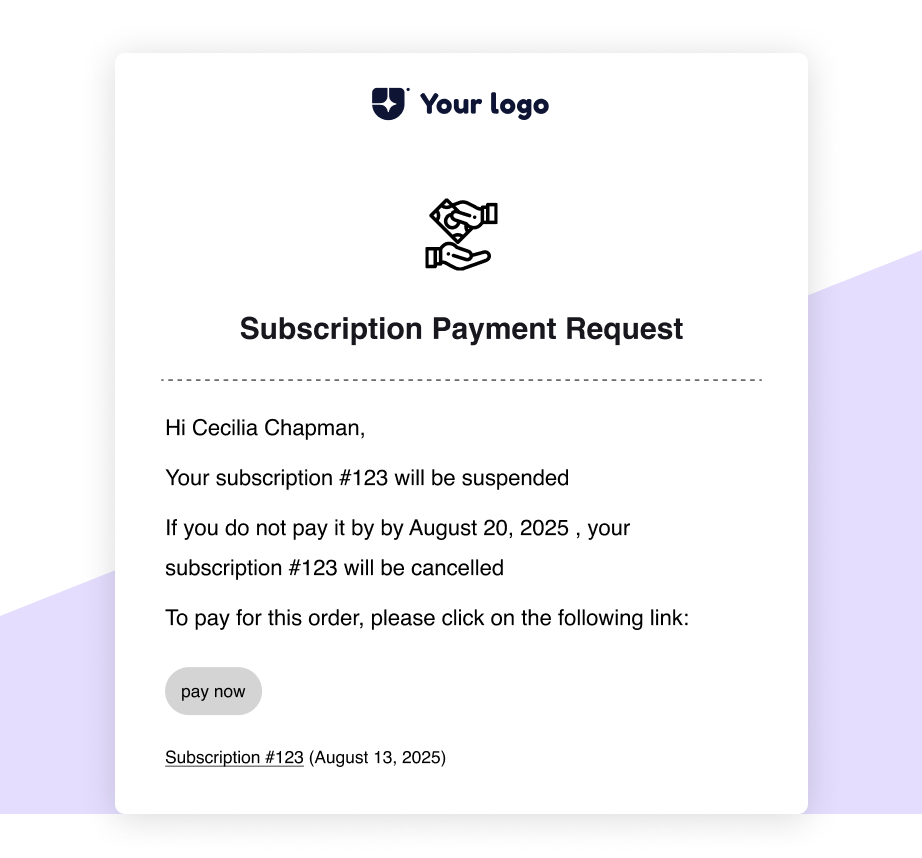 Your logo
Subscription Payment Request
Hi Cecilia Chapman,
Your subscription #123 will be suspended
If you do not pay it by by August 20, 2025 , your
subscription #123 will be cancelled
To pay for this order, please click on the following link:
pay now
Subscription #123 (August 13, 2025)